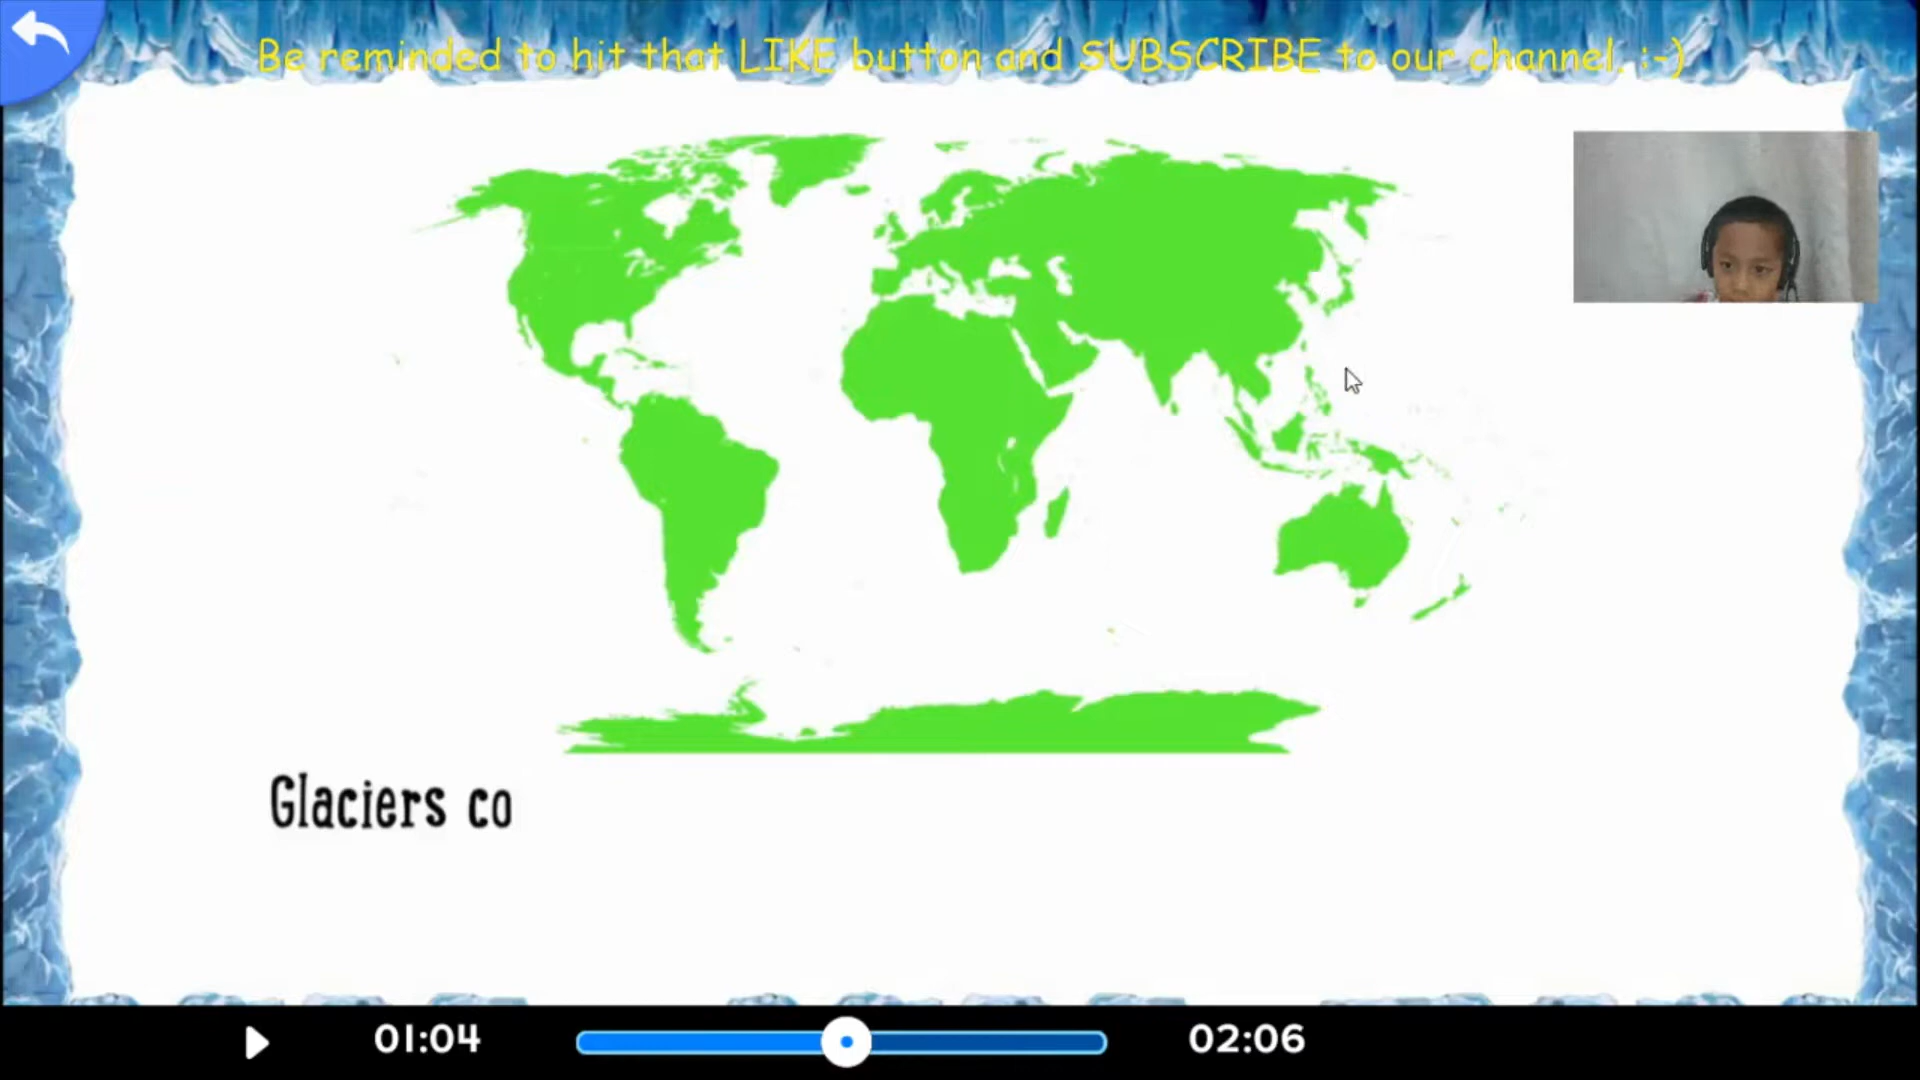 Be reminded to hit that LIKE button and SUBSCRIBE to our channel. :-)
Glaciers co
01:04 02:06